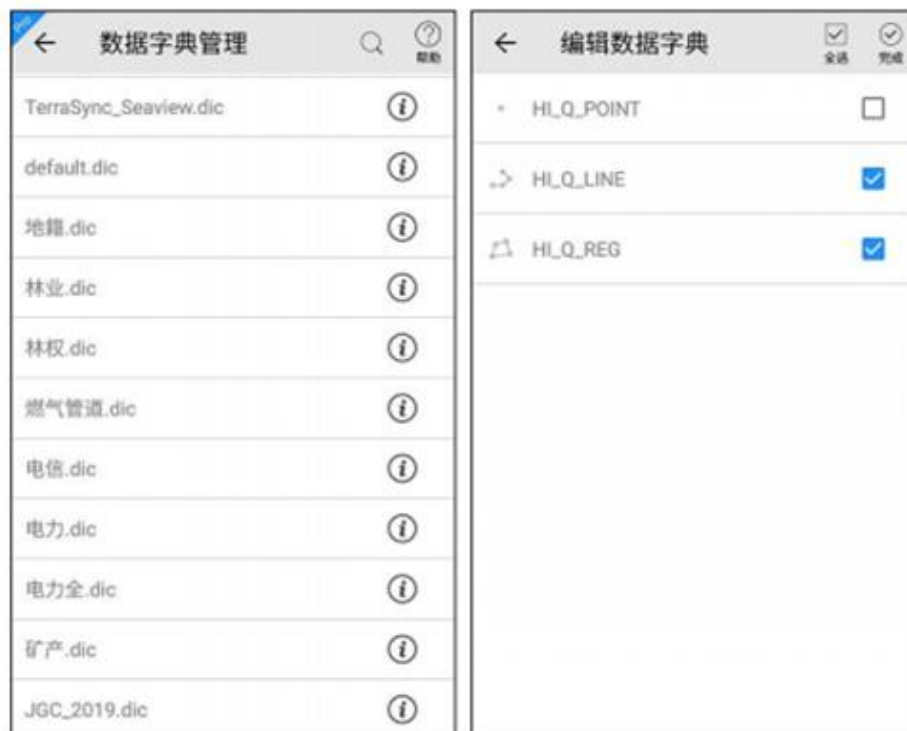 Pro
数据字典管理
帮助
TerraSync_Seaview.dic
default.dic
地籍.dic
林业.dic
林权.dic
燃气管道.dic
电信.dic
电力.dic
电力全.dic
矿产.dic
JGC_2019.dic
编辑数据字典
全选
完成
HI_Q_POINT
HI_Q_LINE
HI_Q_REG